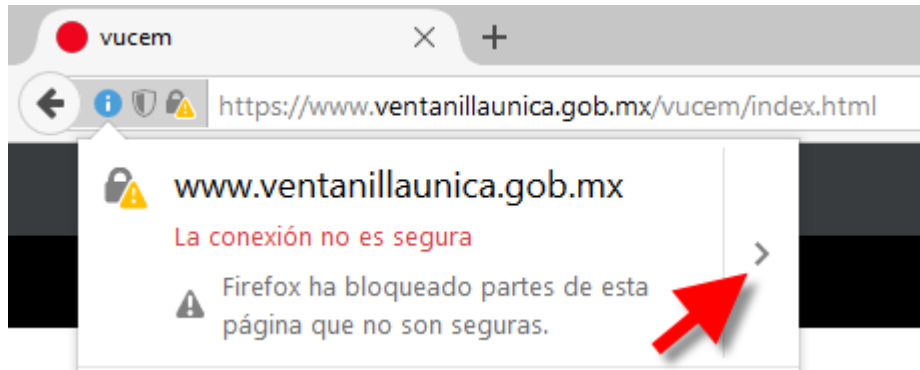 vucem
https://www.ventanillaunica.gob.mx/vucem/index.html
www.ventanillaunica.gob.mx
La conexión no es segura
Firefox ha bloqueado partes de esta
página que no son seguras.